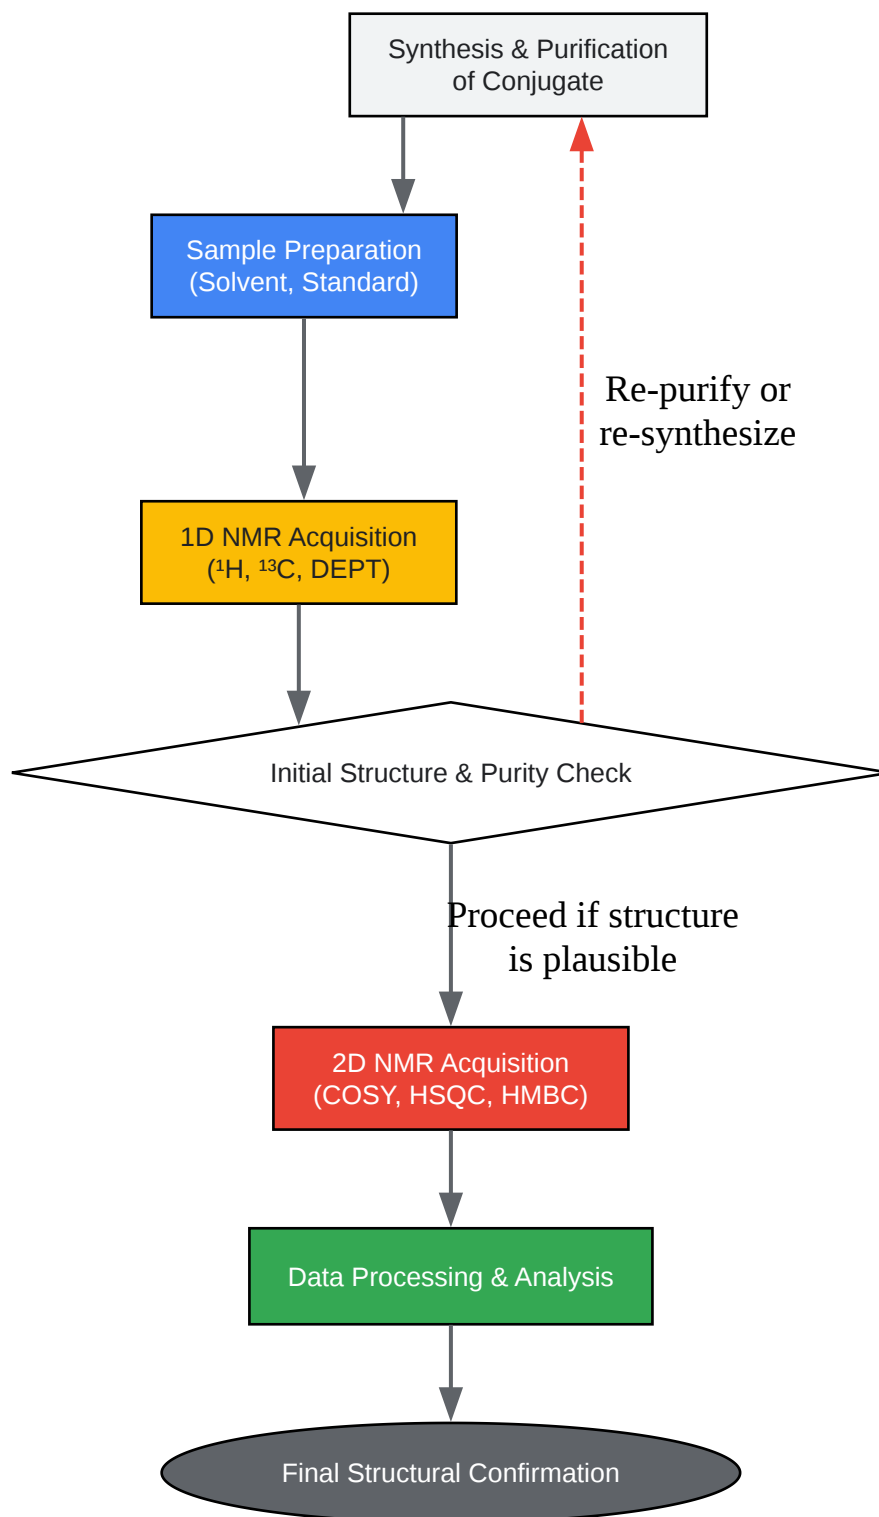 Synthesis & Purification
of Conjugate
Sample Preparation
(Solvent, Standard)
Re-purify or
re-synthesize
1D NMR Acquisition
(¹H, ¹³C, DEPT)
Initial Structure & Purity Check
Proceed if structure
is plausible
2D NMR Acquisition
(COSY, HSQC, HMBC)
Data Processing & Analysis
Final Structural Confirmation